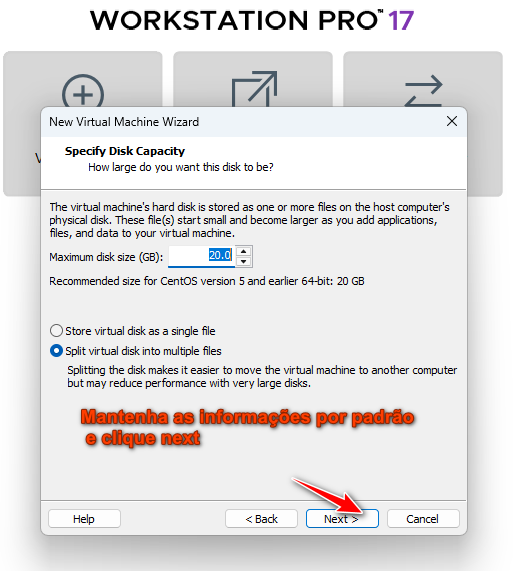 WORKSTATION PRO™ 17
New Virtual Machine Wizard
Specify Disk Capacity
How large do you want this disk to be?
The virtual machine's hard disk is stored as one or more files on the host computer's
physical disk. These file(s) start small and become larger as you add applications,
files, and data to your virtual machine.
Maximum disk size (GB): 20.0
Recommended size for CentOS version 5 and earlier 64-bit: 20 GB
Store virtual disk as a single file
Split virtual disk into multiple files
Splitting the disk makes it easier to move the virtual machine to another computer
but may reduce performance with very large disks.
Mantenha as informações por padrão
e clique next
Help < Back Next > Cancel